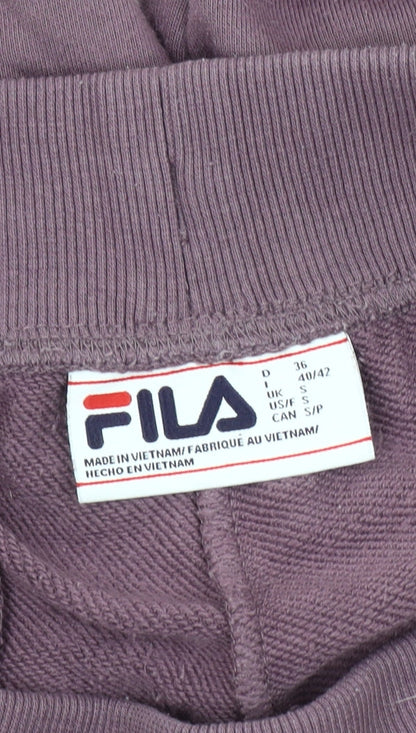 FILA
D 36
I 40/42
UK S
US/F S
CAN S/P
MADE IN VIETNAM/ FABRIQUÉ AU VIETNAM/
HECHO EN VIETNAM